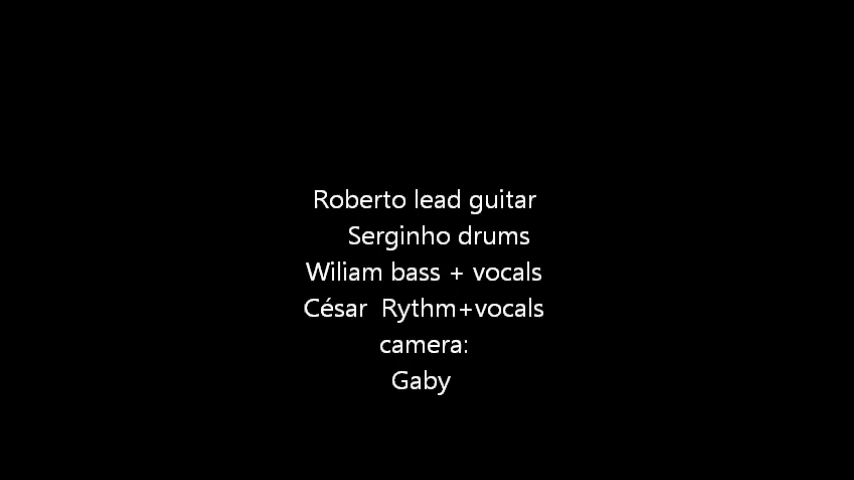 Roberto lead guitar
Serginho drums
Wiliam bass + vocals
César Rythm+vocals
camera:
Gaby